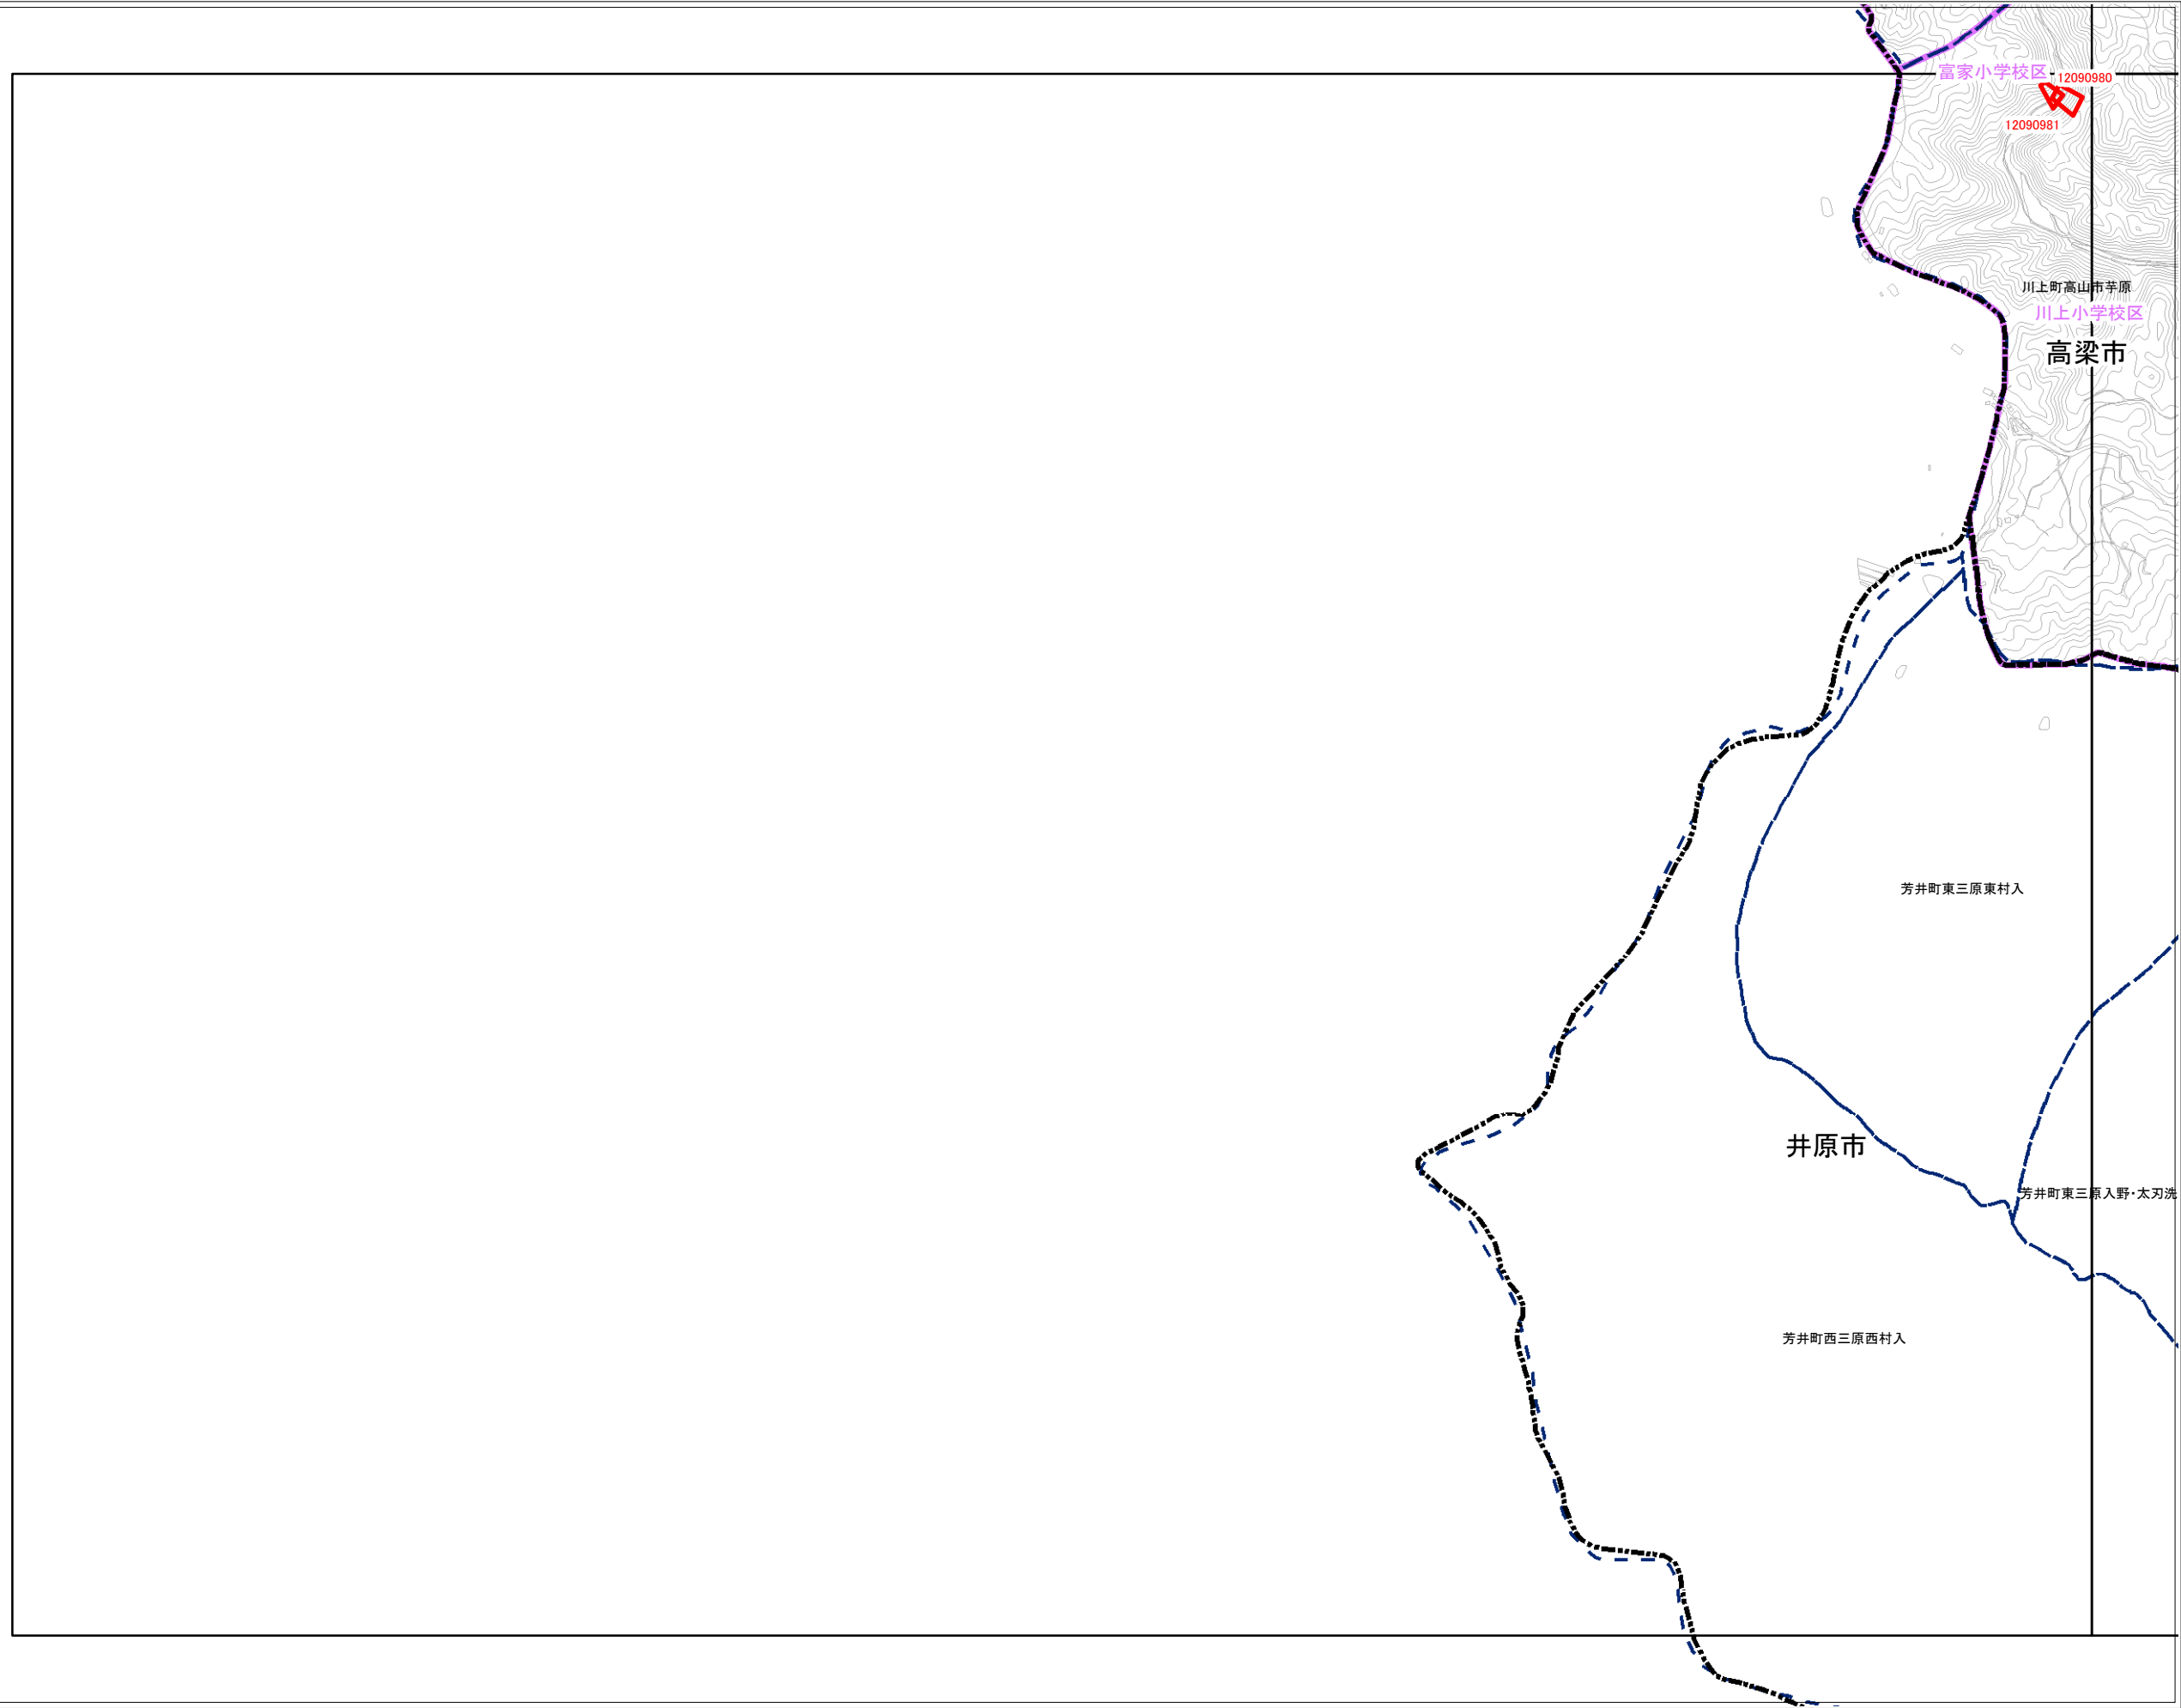 富家小学校区
12090980
12090981
川上町高山市芋原
川上小学校区
高梁市
芳井町東三原東村入
井原市
芳井町東三原入野・太刃洗
芳井町西三原西村入